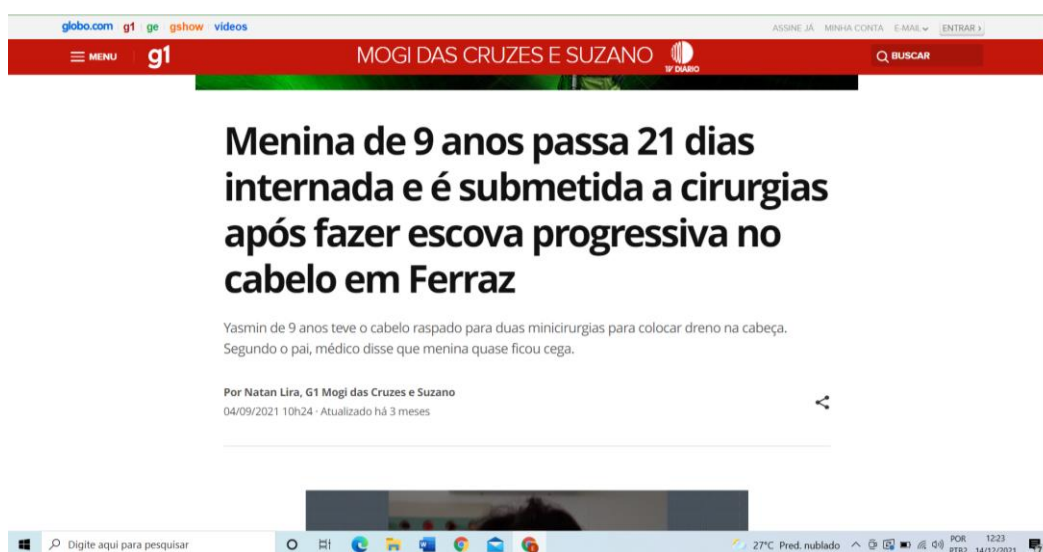 globo.com g1 ge gshow vídeos ASSINE JÁ MINHA CONTA E-MAIL ENTRAR ›
MENU g1 MOGI DAS CRUZES E SUZANO TV DIÁRIO BUSCAR
Menina de 9 anos passa 21 dias
internada e é submetida a cirurgias
após fazer escova progressiva no
cabelo em Ferraz
Yasmin de 9 anos teve o cabelo raspado para duas minicirurgias para colocar dreno na cabeça.
Segundo o pai, médico disse que menina quase ficou cega.
Por Natan Lira, G1 Mogi das Cruzes e Suzano
04/09/2021 10h24 · Atualizado há 3 meses
Digite aqui para pesquisar 27°C Pred. nublado POR 12:23
PTB2 14/12/2021